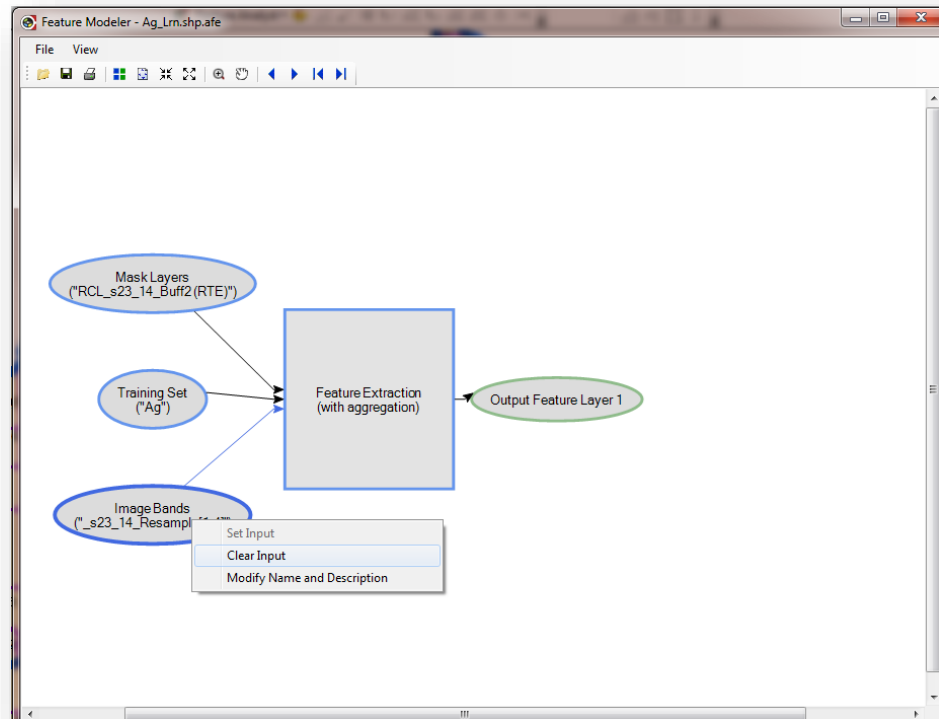 Feature Modeler - Ag_Lrn.shp.afe
File View
Mask Layers
("RCL_s23_14_Buff2 (RTE)")
Training Set
("Ag")
Feature Extraction
(with aggregation)
Output Feature Layer 1
Image Bands
Set Input
Clear Input
Modify Name and Description